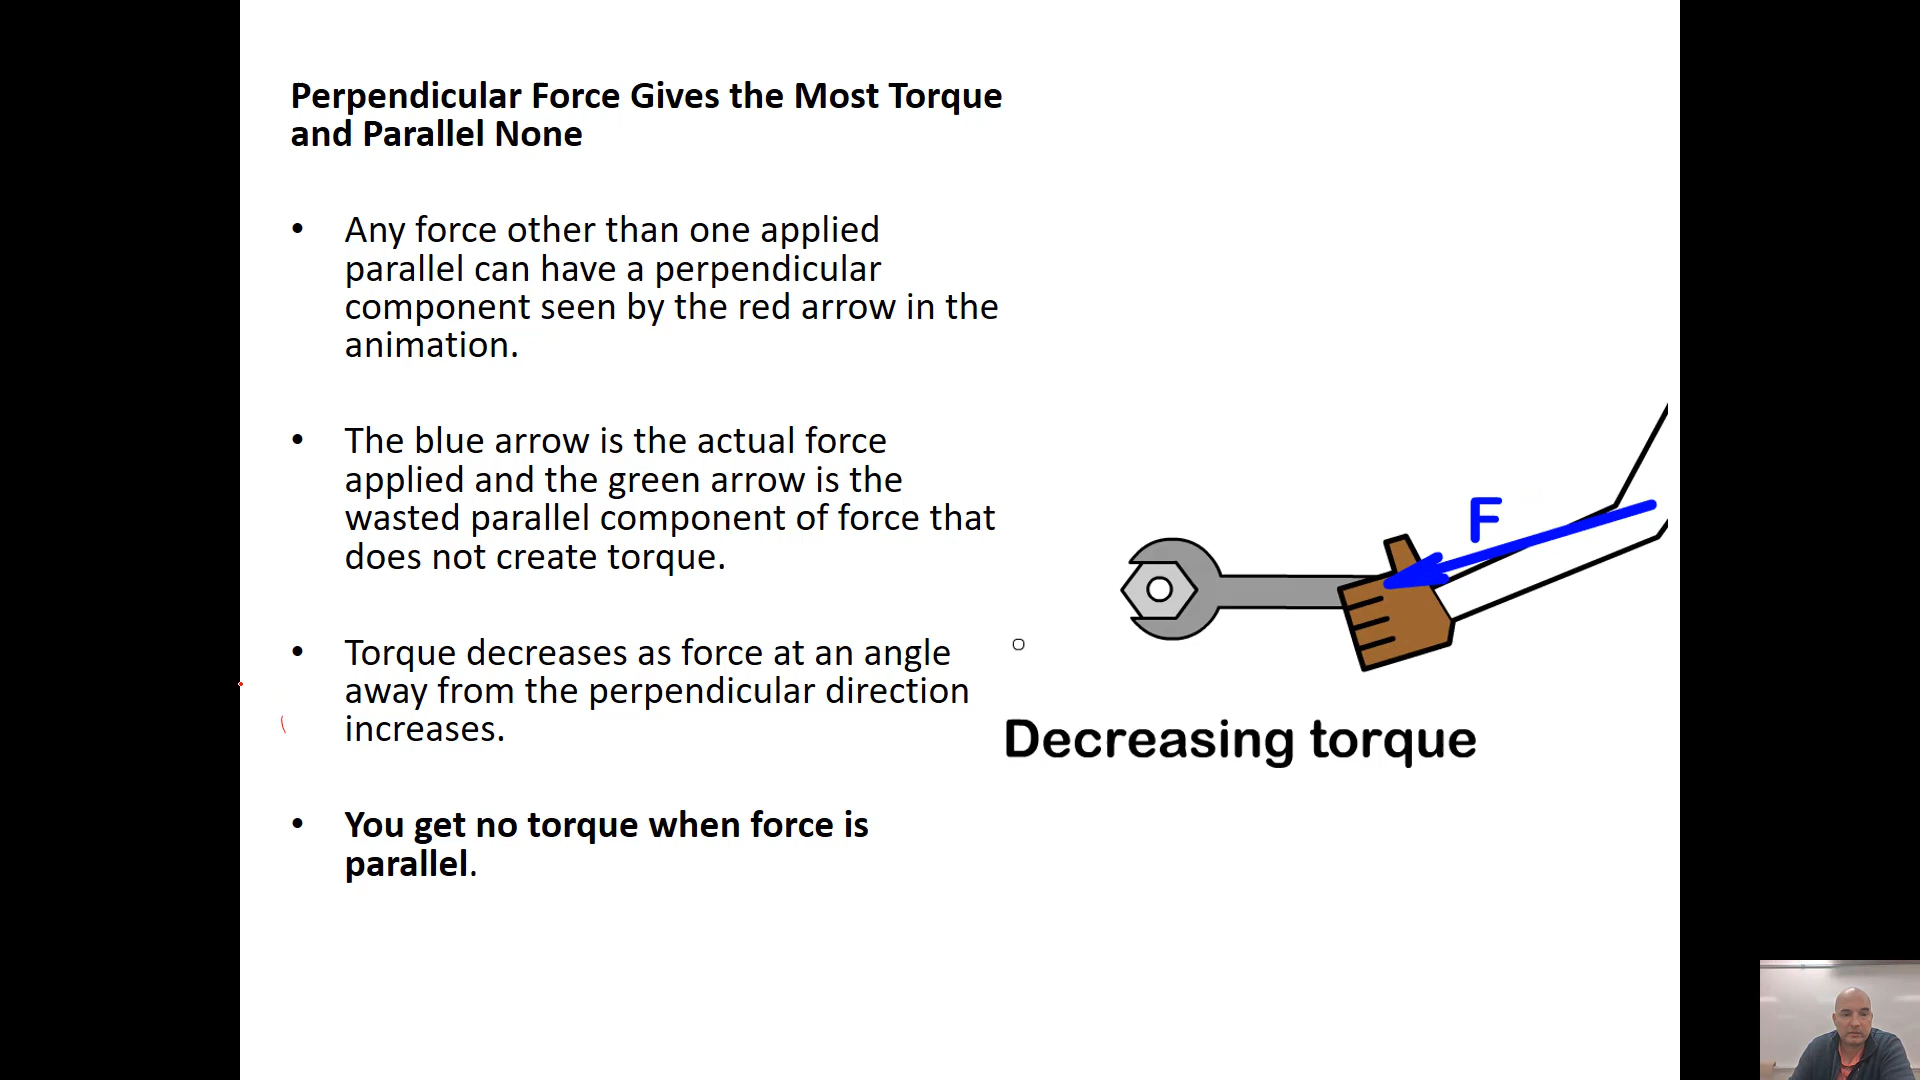 Perpendicular Force Gives the Most Torque
and Parallel None
• Any force other than one applied
parallel can have a perpendicular
component seen by the red arrow in the
animation.
• The blue arrow is the actual force
applied and the green arrow is the
wasted parallel component of force that
does not create torque.
• Torque decreases as force at an angle
away from the perpendicular direction
increases.
• You get no torque when force is
parallel.
F
Decreasing torque